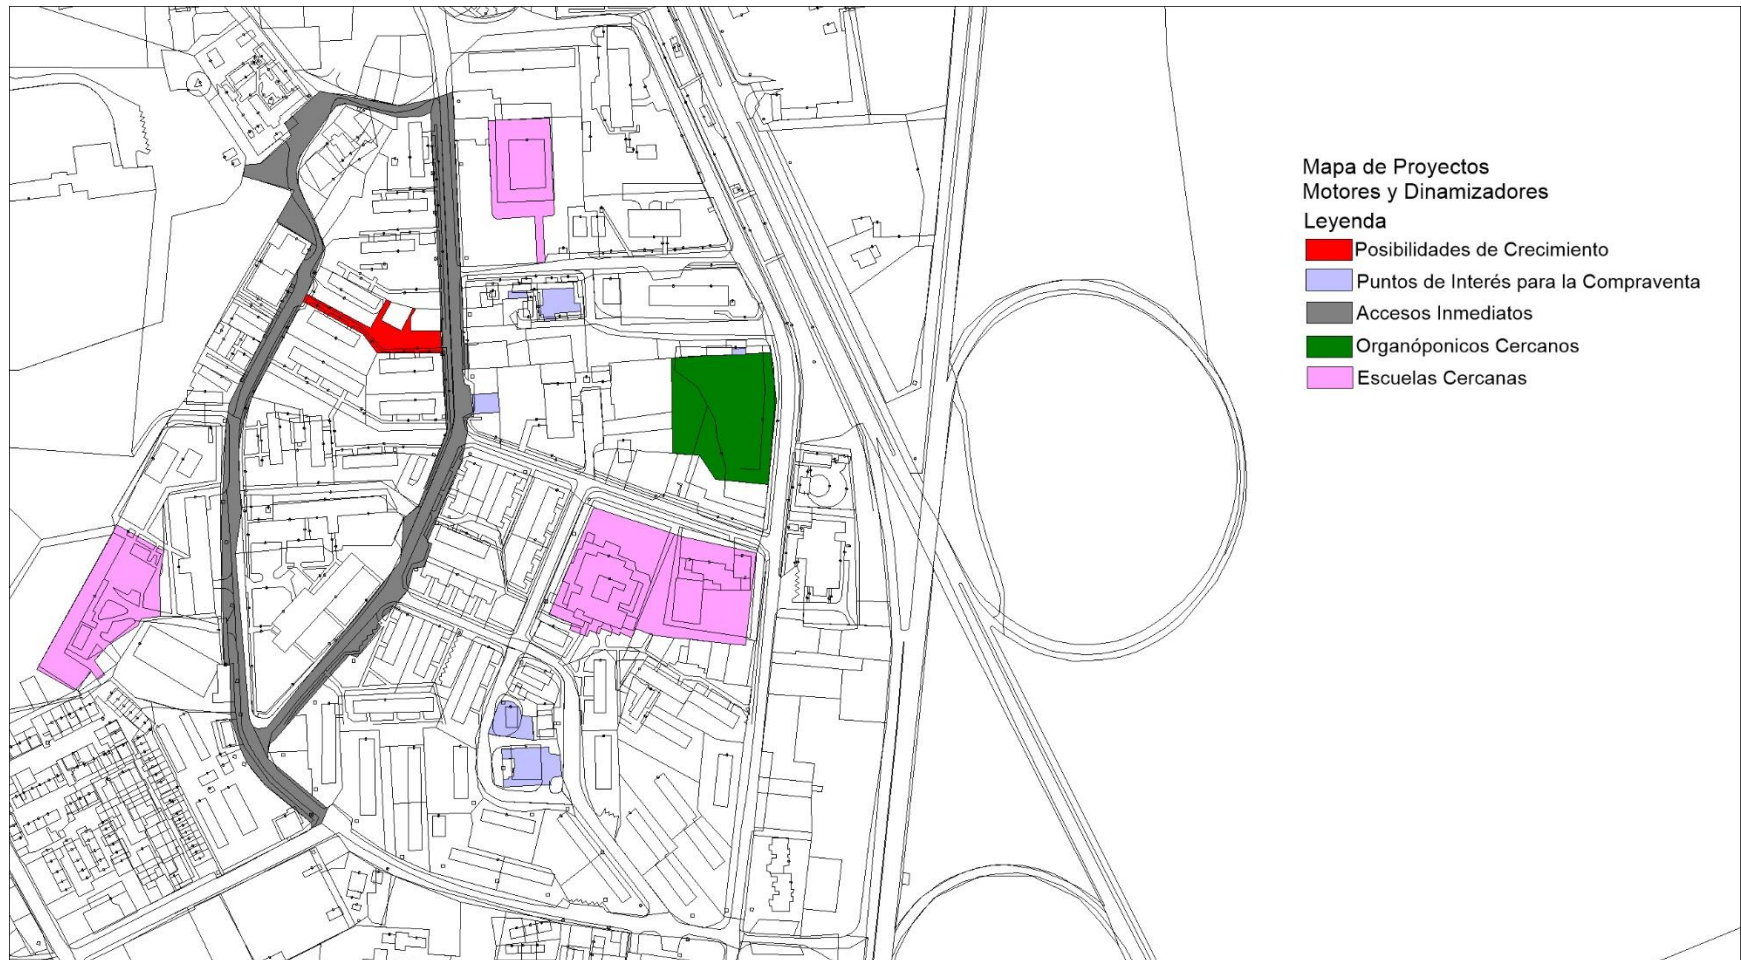 Mapa de Proyectos
Motores y Dinamizadores
Leyenda
Posibilidades de Crecimiento
Puntos de Interés para la Compraventa
Accesos Inmediatos
Organóponicos Cercanos
Escuelas Cercanas